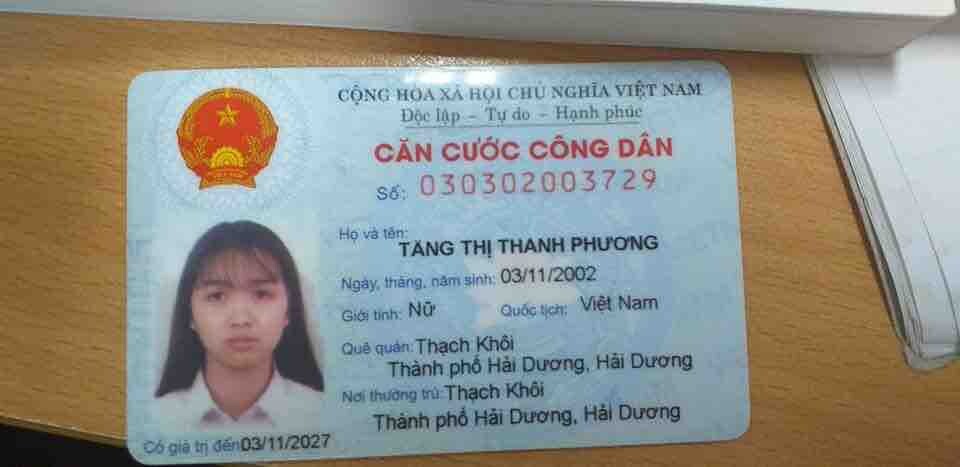 CỘNG HÒA XÃ HỘI CHỦ NGHĨA VIỆT NAM
Độc lập – Tự do – Hạnh phúc
CĂN CƯỚC CÔNG DÂN
Số: 030302003729
Họ và tên:
TĂNG THỊ THANH PHƯƠNG
Ngày, tháng, năm sinh: 03/11/2002
Giới tính: Nữ Quốc tịch: Việt Nam
Quê quán: Thạch Khôi
Thành phố Hải Dương, Hải Dương
Nơi thường trú: Thạch Khôi
Thành phố Hải Dương, Hải Dương
Có giá trị đến 03/11/2027